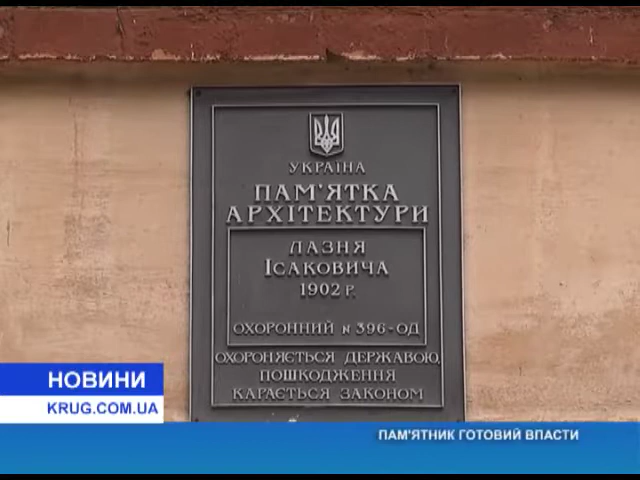 УКРАЇНА
ПАМ'ЯТКА
АРХІТЕКТУРИ
ЛАЗНЯ
ІСАКОВИЧА
1902 Р.
ОХОРОННИЙ № 396-ОД
ОХОРОНЯЄТЬСЯ ДЕРЖАВОЮ,
ПОШКОДЖЕННЯ
КАРАЄТЬСЯ ЗАКОНОМ
НОВИНИ
KRUG.COM.UA
ПАМ'ЯТНИК ГОТОВИЙ ВПАСТИ